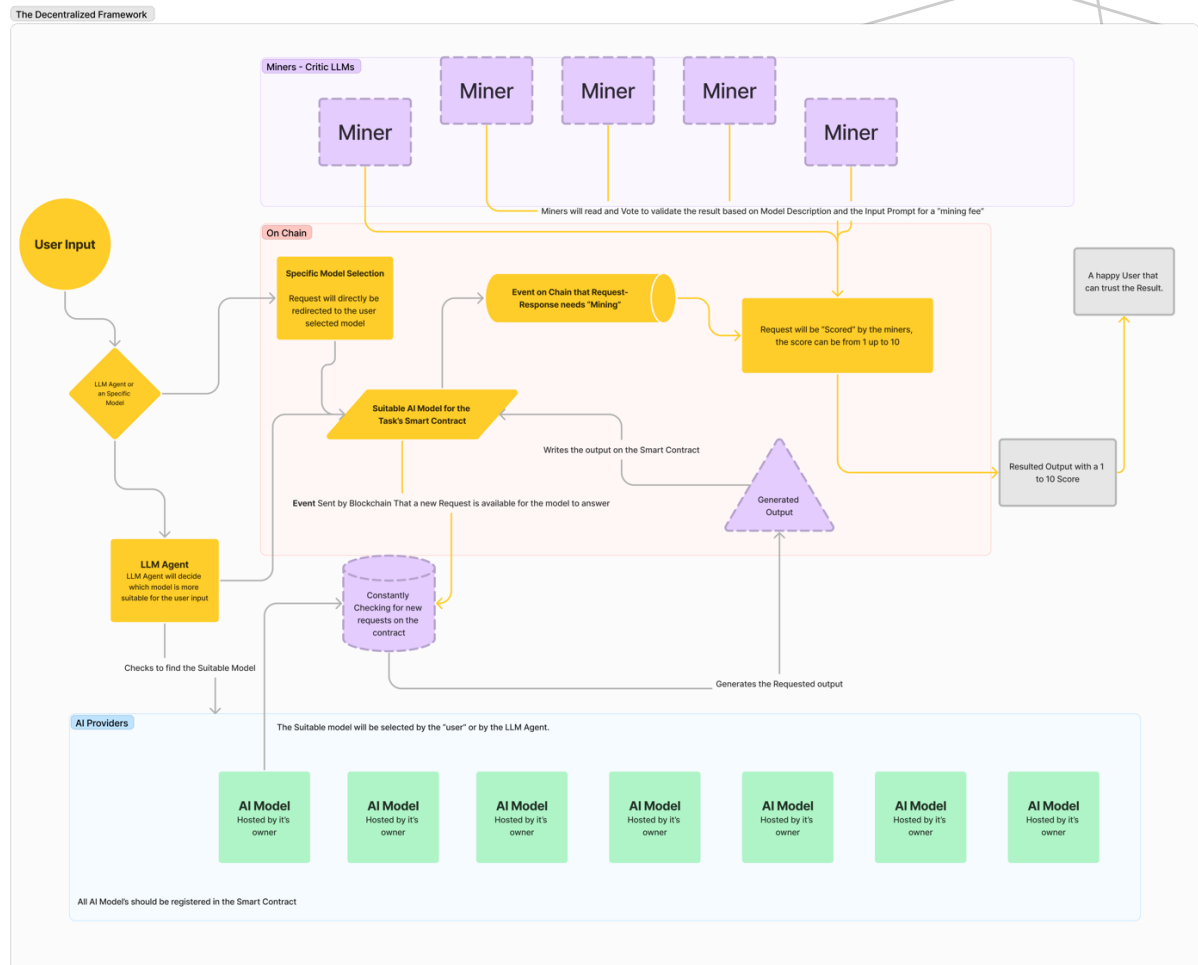 The Decentralized Framework
Miners - Critic LLMs
Miner
Miner
Miner
Miner
Miner
Miners will read and Vote to validate the result based on Model Description and the Input Prompt for a "mining fee"
User Input
On Chain
Specific Model Selection
Request will directly be
redirected to the user
selected model
Event on Chain that Request-
Response needs "Mining"
Request will be "Scored" by the miners,
the score can be from 1 up to 10
A happy User that
can trust the Result.
LLM Agent or
an Specific
Model
Suitable AI Model for the
Task's Smart Contract
Writes the output on the Smart Contract
Resulted Output with a 1
to 10 Score
Generated
Output
Event Sent by Blockchain That a new Request is available for the model to answer
LLM Agent
LLM Agent will decide
which model is more
suitable for the user input
Constantly
Checking for new
requests on the
contract
Checks to find the Suitable Model
Generates the Requested output
AI Providers
The Suitable model will be selected by the "user" or by the LLM Agent.
AI Model
Hosted by it's
owner
AI Model
Hosted by it's
owner
AI Model
Hosted by it's
owner
AI Model
Hosted by it's
owner
AI Model
Hosted by it's
owner
AI Model
Hosted by it's
owner
AI Model
Hosted by it's
owner
All AI Model's should be registered in the Smart Contract